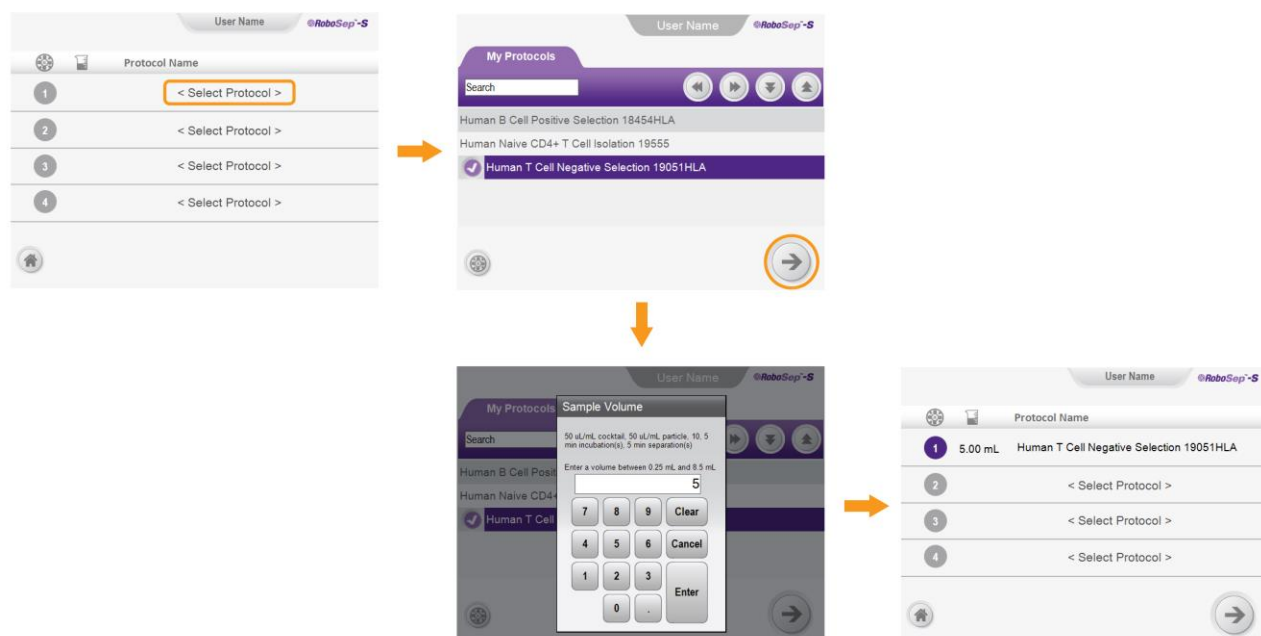 User Name
RoboSep-S
Protocol Name
1
< Select Protocol >
2
< Select Protocol >
3
< Select Protocol >
4
< Select Protocol >
User Name
RoboSep-S
My Protocols
Search
Human B Cell Positive Selection 18454HLA
Human Naive CD4+ T Cell Isolation 19555
Human T Cell Negative Selection 19051HLA
User Name
RoboSep-S
My Protocols
Search
Human B Cell Posit
Human Naive CD4+
Human T Cell
Sample Volume
50 uL/mL cocktail, 50 uL/mL particle, 10, 5
min incubation(s), 5 min separation(s)
Enter a volume between 0.25 mL and 8.5 mL
5
7 8 9 Clear
4 5 6 Cancel
1 2 3 Enter
0 .
User Name
RoboSep-S
Protocol Name
1 5.00 mL Human T Cell Negative Selection 19051HLA
2 < Select Protocol >
3 < Select Protocol >
4 < Select Protocol >